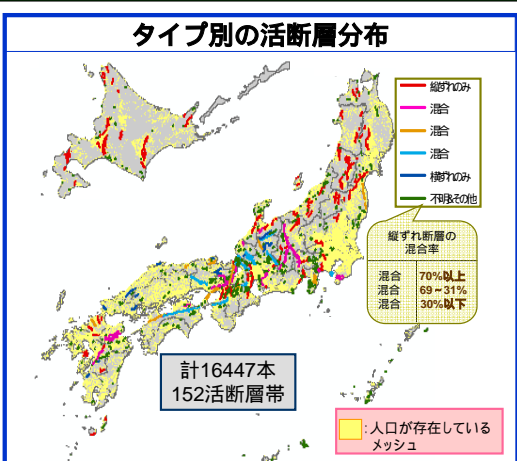 タイプ別の活断層分布
縦ずれのみ
混合
混合
混合
横ずれのみ
不明&その他
縦ずれ断層の
混合率
混合 70%以上
混合 69~31%
混合 30%以下
計16447本
152活断層帯
:人口が存在している
メッシュ